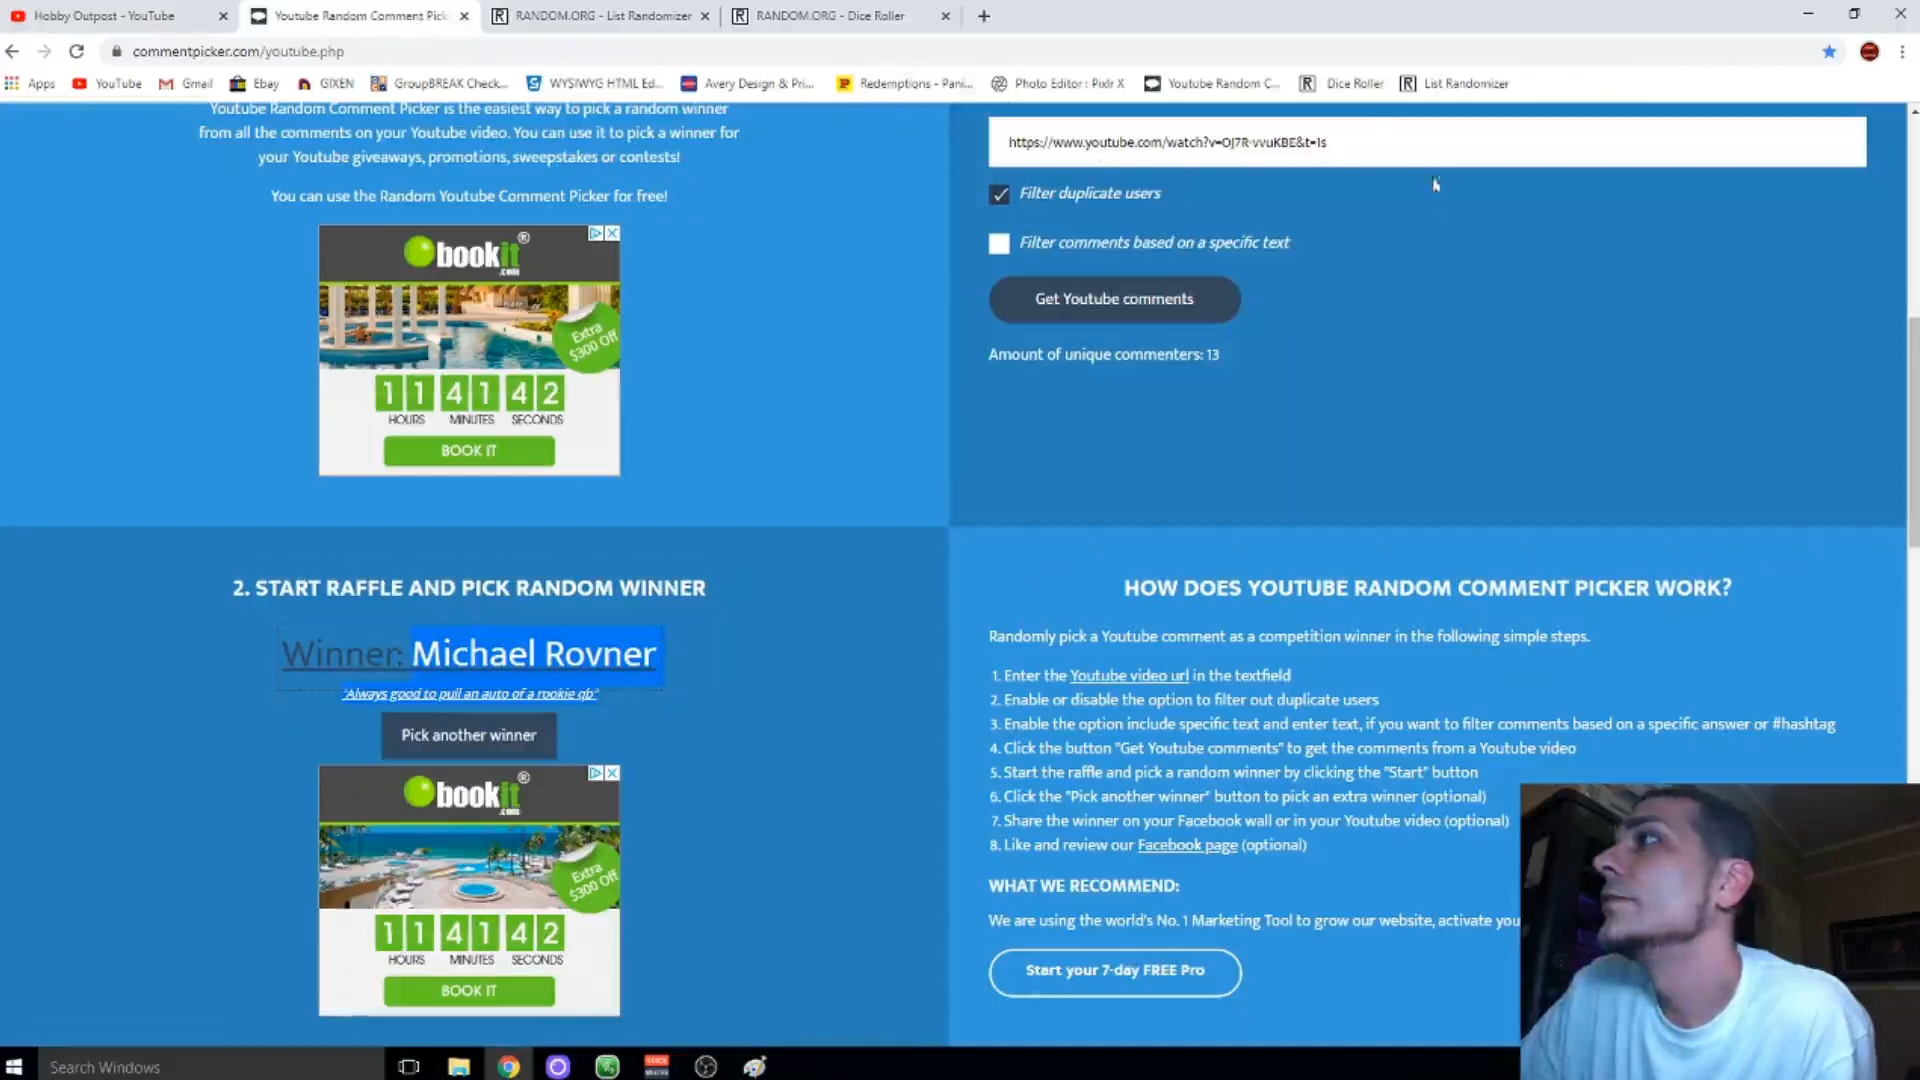 Hobby Outpost - YouTube
Youtube Random Comment Pick
RANDOM.ORG - List Randomizer
RANDOM.ORG - Dice Roller
commentpicker.com/youtube.php
Apps
YouTube
Gmail
Ebay
GIXEN
GroupBREAK Check...
WYSIWYG HTML Ed...
Avery Design & Pri...
Redemptions - Pani...
Photo Editor : Pixlr X
Youtube Random C...
Dice Roller
List Randomizer
Youtube Random Comment Picker is the easiest way to pick a random winner
from all the comments on your Youtube video. You can use it to pick a winner for
your Youtube giveaways, promotions, sweepstakes or contests!
You can use the Random Youtube Comment Picker for free!
bookit®
.com
Extra
$300 Off
11 41 42
HOURS MINUTES SECONDS
BOOK IT
https://www.youtube.com/watch?v=OJ7R-vvuKBE&t=1s
Filter duplicate users
Filter comments based on a specific text
Get Youtube comments
Amount of unique commenters: 13
2. START RAFFLE AND PICK RANDOM WINNER
Winner: Michael Rovner
"Always good to pull an auto of a rookie qb"
Pick another winner
bookit®
.com
Extra
$300 Off
11 41 42
HOURS MINUTES SECONDS
BOOK IT
HOW DOES YOUTUBE RANDOM COMMENT PICKER WORK?
Randomly pick a Youtube comment as a competition winner in the following simple steps.
1. Enter the Youtube video url in the textfield
2. Enable or disable the option to filter out duplicate users
3. Enable the option include specific text and enter text, if you want to filter comments based on a specific answer or #hashtag
4. Click the button "Get Youtube comments" to get the comments from a Youtube video
5. Start the raffle and pick a random winner by clicking the "Start" button
6. Click the "Pick another winner" button to pick an extra winner (optional)
7. Share the winner on your Facebook wall or in your Youtube video (optional)
8. Like and review our Facebook page (optional)
WHAT WE RECOMMEND:
We are using the world's No. 1 Marketing Tool to grow our website, activate you
Start your 7-day FREE Pro
Search Windows